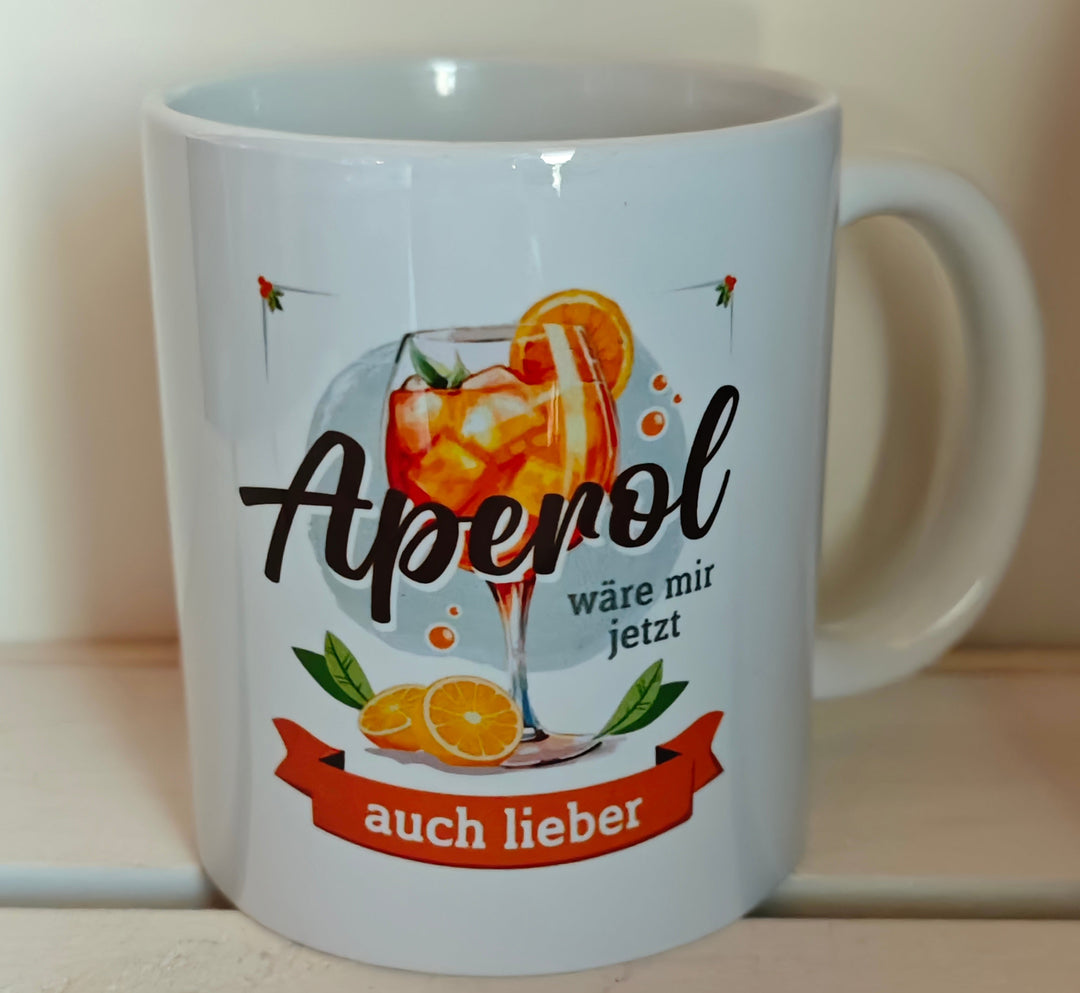 Aperol
wäre mir
jetzt
auch lieber